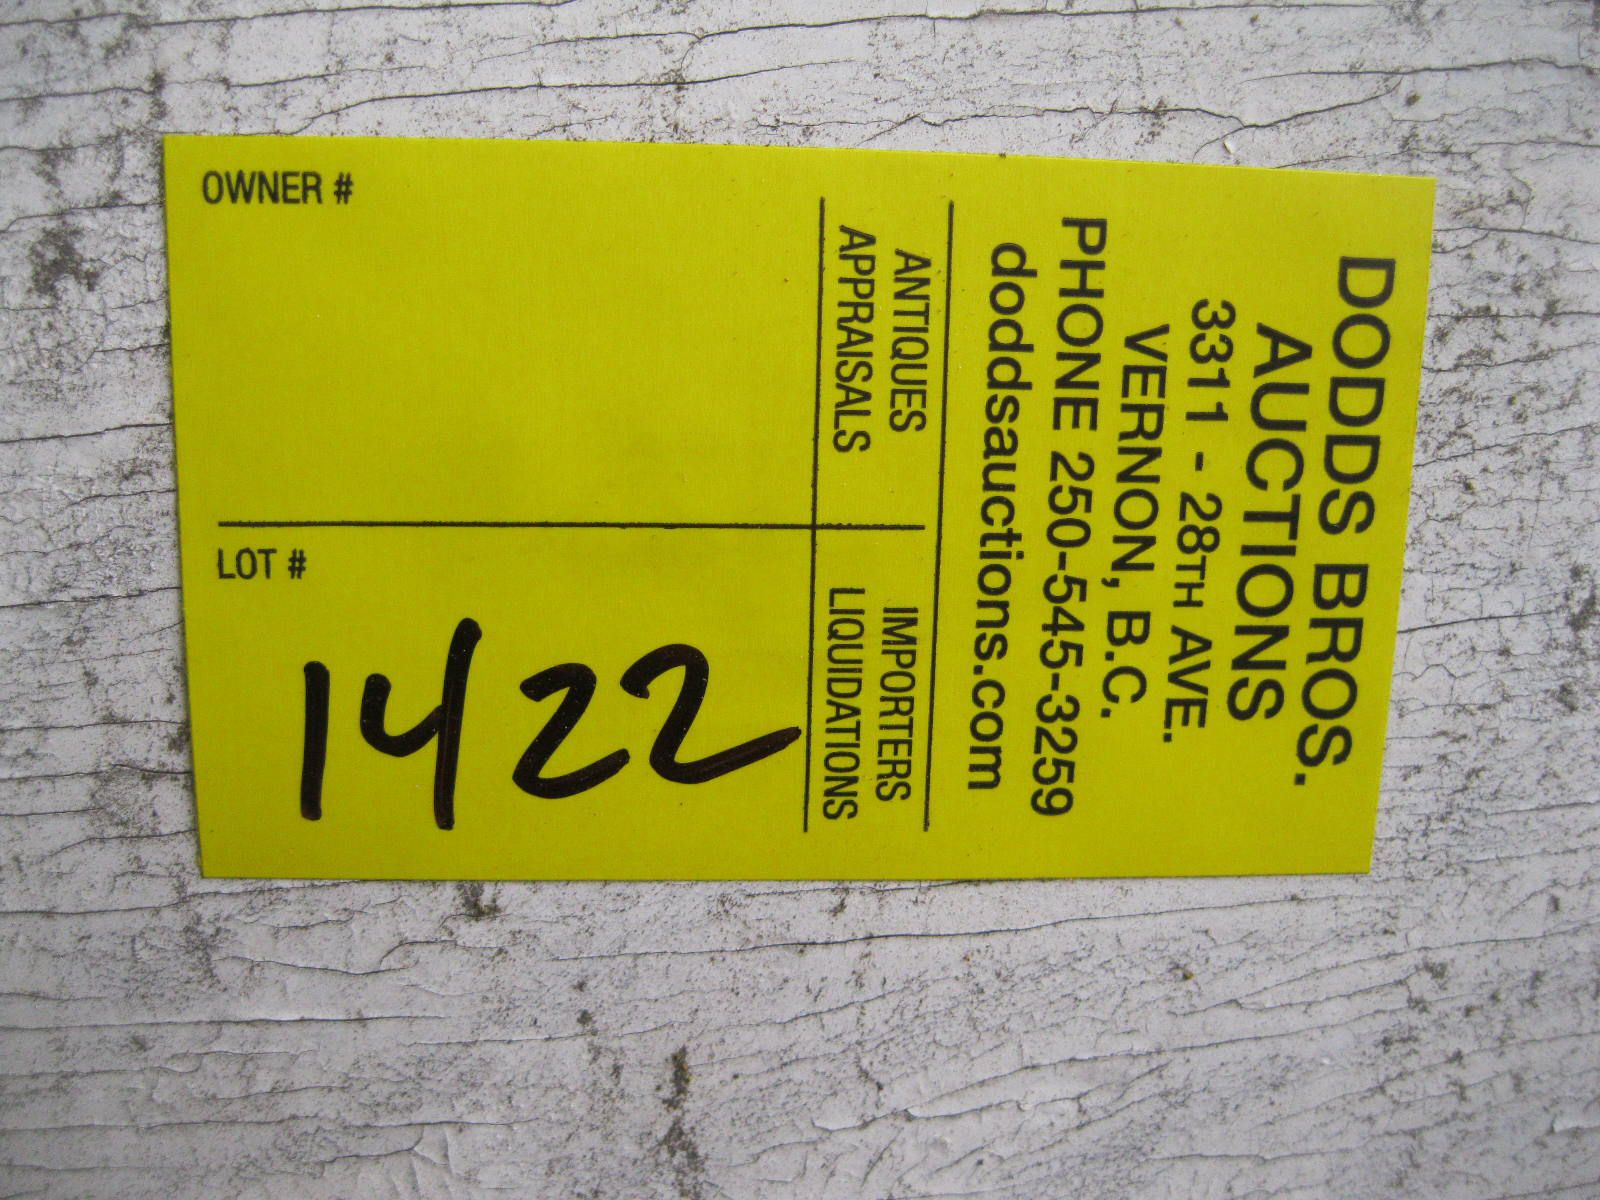 DODDS BROS.
AUCTIONS
3311 - 28TH AVE.
VERNON, B.C.
PHONE 250-545-3259
doddsauctions.com
ANTIQUES
APPRAISALS
IMPORTERS
LIQUIDATIONS
OWNER #
LOT #
1422